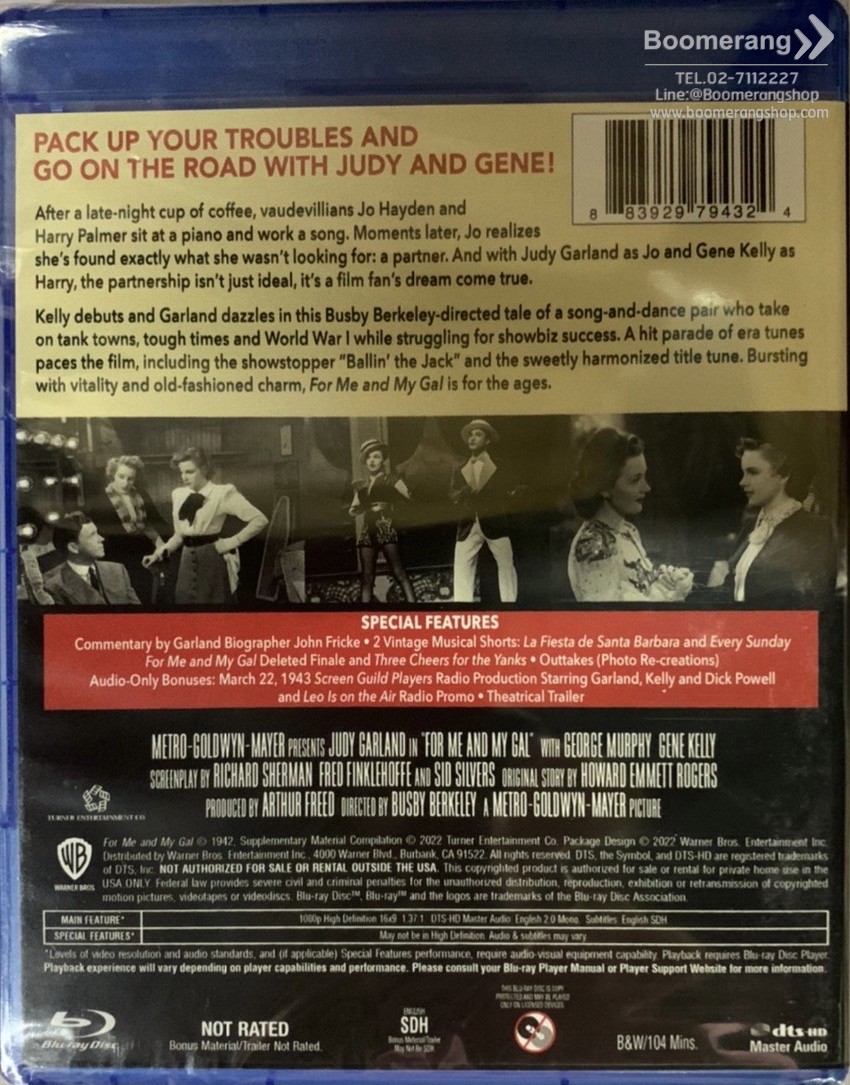 Boomerang
TEL.02-7112227
Line:@Boomerangshop
www.boomerangshop.com
PACK UP YOUR TROUBLES AND
GO ON THE ROAD WITH JUDY AND GENE!
8 83929 79432 4
After a late-night cup of coffee, vaudevillians Jo Hayden and
Harry Palmer sit at a piano and work a song. Moments later, Jo realizes
she's found exactly what she wasn't looking for: a partner. And with Judy Garland as Jo and Gene Kelly as
Harry, the partnership isn't just ideal, it's a film fan's dream come true.
Kelly debuts and Garland dazzles in this Busby Berkeley-directed tale of a song-and-dance pair who take
on tank towns, tough times and World War I while struggling for showbiz success. A hit parade of era tunes
paces the film, including the showstopper "Ballin' the Jack" and the sweetly harmonized title tune. Bursting
with vitality and old-fashioned charm, For Me and My Gal is for the ages.
SPECIAL FEATURES
Commentary by Garland Biographer John Fricke • 2 Vintage Musical Shorts: La Fiesta de Santa Barbara and Every Sunday
For Me and My Gal Deleted Finale and Three Cheers for the Yanks • Outtakes (Photo Re-creations)
Audio-Only Bonuses: March 22, 1943 Screen Guild Players Radio Production Starring Garland, Kelly and Dick Powell
and Leo Is on the Air Radio Promo • Theatrical Trailer
METRO-GOLDWYN-MAYER PRESENTS JUDY GARLAND IN "FOR ME AND MY GAL" WITH GEORGE MURPHY GENE KELLY
SCREENPLAY BY RICHARD SHERMAN FRED FINKLEHOFFE AND SID SILVERS ORIGINAL STORY BY HOWARD EMMETT ROGERS
PRODUCED BY ARTHUR FREED DIRECTED BY BUSBY BERKELEY A METRO-GOLDWYN-MAYER PICTURE
TURNER ENTERTAINMENT CO
For Me and My Gal © 1942, Supplementary Material Compilation © 2022 Turner Entertainment Co. Package Design © 2022 Warner Bros. Entertainment Inc.
Distributed by Warner Bros. Entertainment Inc., 4000 Warner Blvd., Burbank, CA 91522. All rights reserved. DTS, the Symbol, and DTS-HD are registered trademarks
of DTS, Inc. NOT AUTHORIZED FOR SALE OR RENTAL OUTSIDE THE USA. This copyrighted product is authorized for sale or rental for private home use in the
USA ONLY. Federal law provides severe civil and criminal penalties for the unauthorized distribution, reproduction, exhibition or retransmission of copyrighted
motion pictures, videotapes or videodiscs. Blu-ray Disc™, Blu-ray™ and the logos are trademarks of the Blu-ray Disc Association.
WB
WARNER BROS.
MAIN FEATURE* 1080p High Definition 16x9 1.37:1 DTS-HD Master Audio: English 2.0 Mono Subtitles: English SDH
SPECIAL FEATURES* May not be in High Definition. Audio & subtitles may vary
*Levels of video resolution and audio standards, and (if applicable) Special Features performance, require audio-visual equipment capability. Playback requires Blu-ray Disc Player.
Playback experience will vary depending on player capabilities and performance. Please consult your Blu-ray Player Manual or Player Support Website for more information.
THIS BLU-RAY DISC IS COPY
PROTECTED AND MAY BE PLAYED
ONLY ON LICENSED DEVICES.
Blu-ray Disc
NOT RATED
Bonus Material/Trailer Not Rated.
ENGLISH
SDH
Bonus Material/Trailer
May Not Be SDH
B&W/104 Mins.
dts-HD
Master Audio